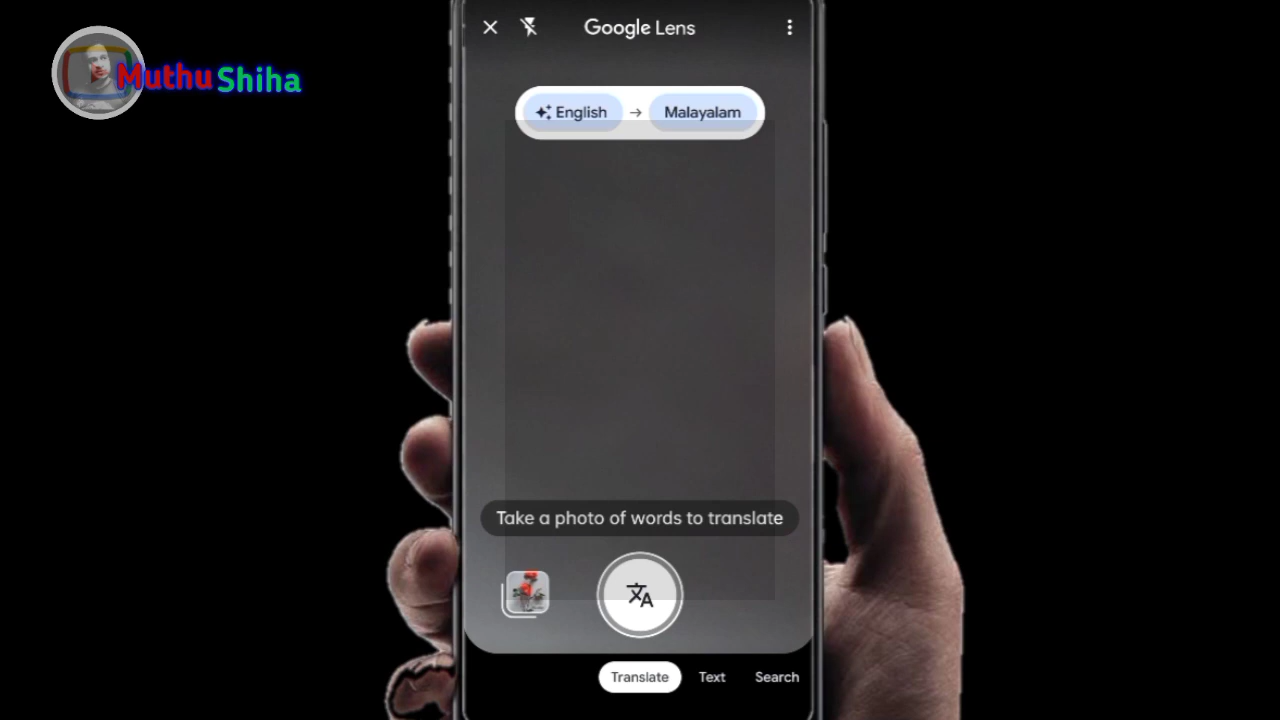 Muthu Shiha
Google Lens
English → Malayalam
Take a photo of words to translate
Translate Text Search